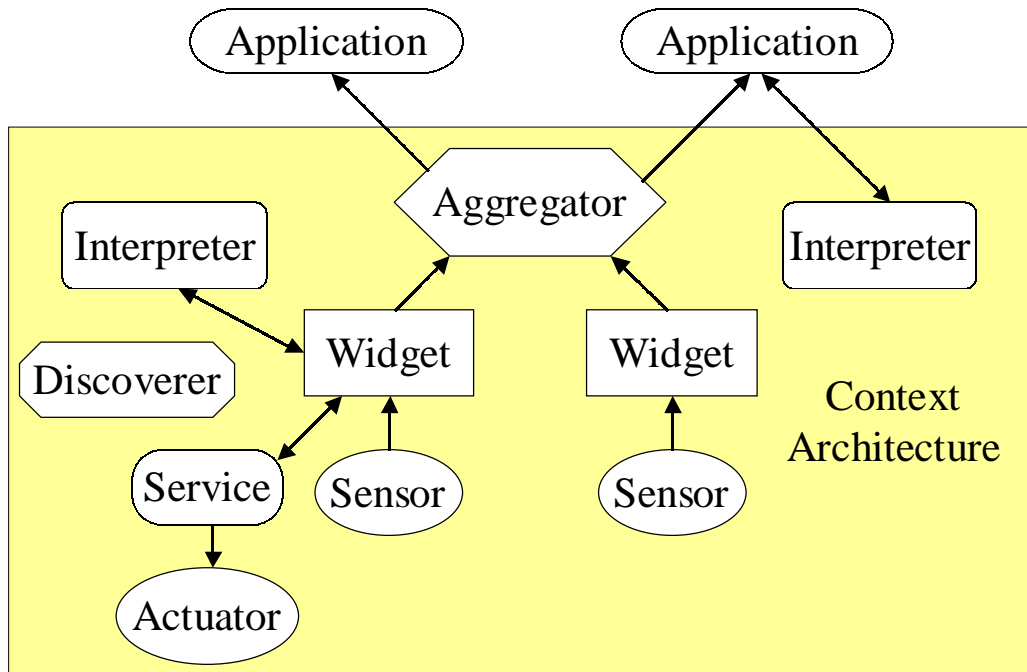 Application
Application
Aggregator
Interpreter
Interpreter
Widget
Widget
Discoverer
Context
Architecture
Service
Sensor
Sensor
Actuator